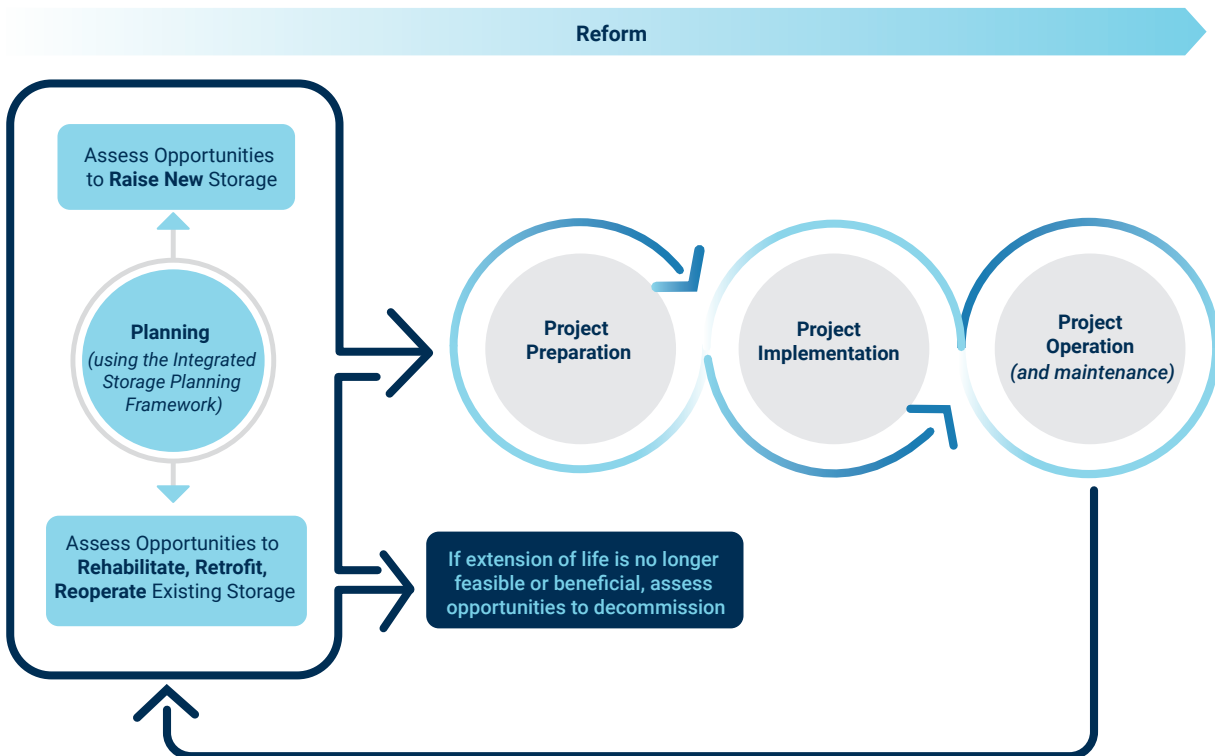 Reform
Assess Opportunities
to Raise New Storage
Planning
(using the Integrated
Storage Planning
Framework)
Assess Opportunities to
Rehabilitate, Retrofit,
Reoperate Existing Storage
Project
Preparation
Project
Implementation
Project
Operation
(and maintenance)
If extension of life is no longer
feasible or beneficial, assess
opportunities to decommission